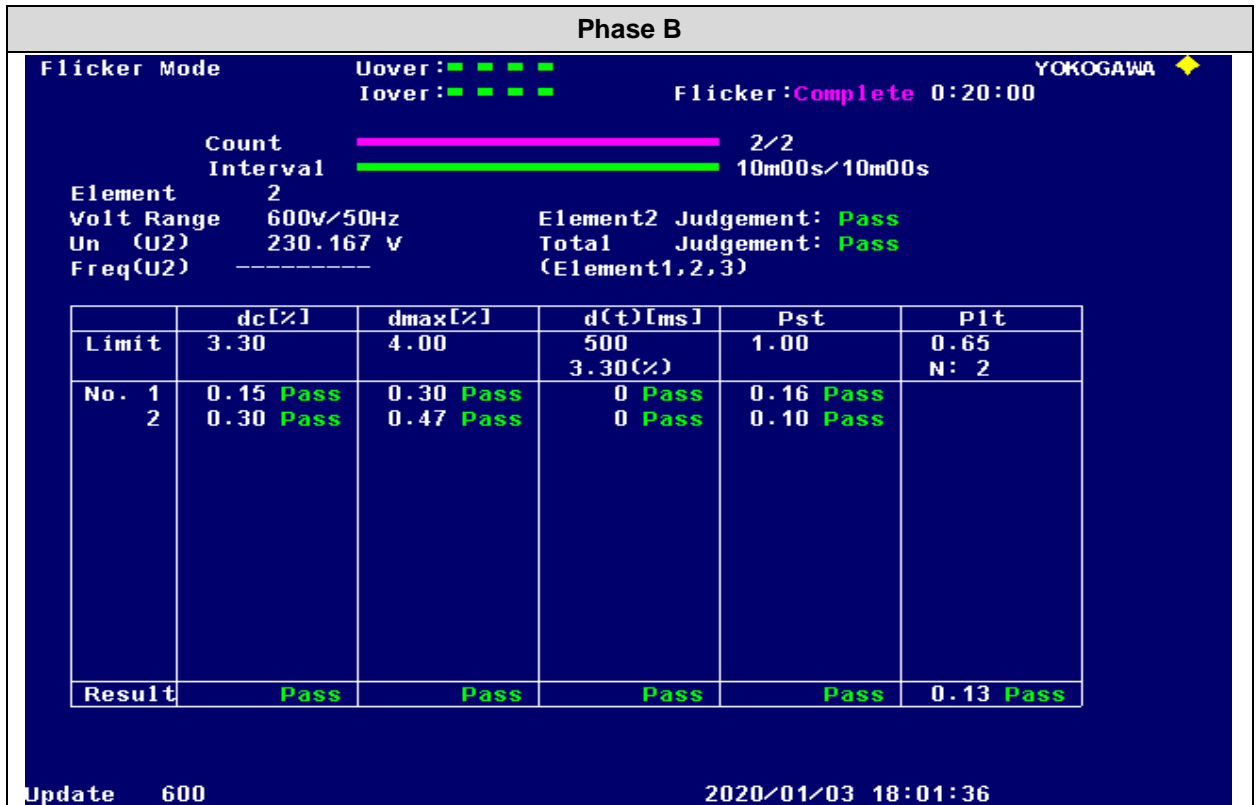 Phase B
Flicker Mode Uover: YOKOGAWA
Iover: Flicker:Complete 0:20:00
Count 2/2
Interval 10m00s/10m00s
Element 2
Volt Range 600V/50Hz Element2 Judgement: Pass
Un (U2) 230.167 V Total Judgement: Pass
Freq(U2) --------- (Element1,2,3)
dc[%] dmax[%] d(t)[ms] Pst Plt
Limit 3.30 4.00 500 1.00 0.65
3.30(%) N: 2
No. 1 0.15 Pass 0.30 Pass 0 Pass 0.16 Pass
2 0.30 Pass 0.47 Pass 0 Pass 0.10 Pass
Result Pass Pass Pass Pass 0.13 Pass
Update 600 2020/01/03 18:01:36